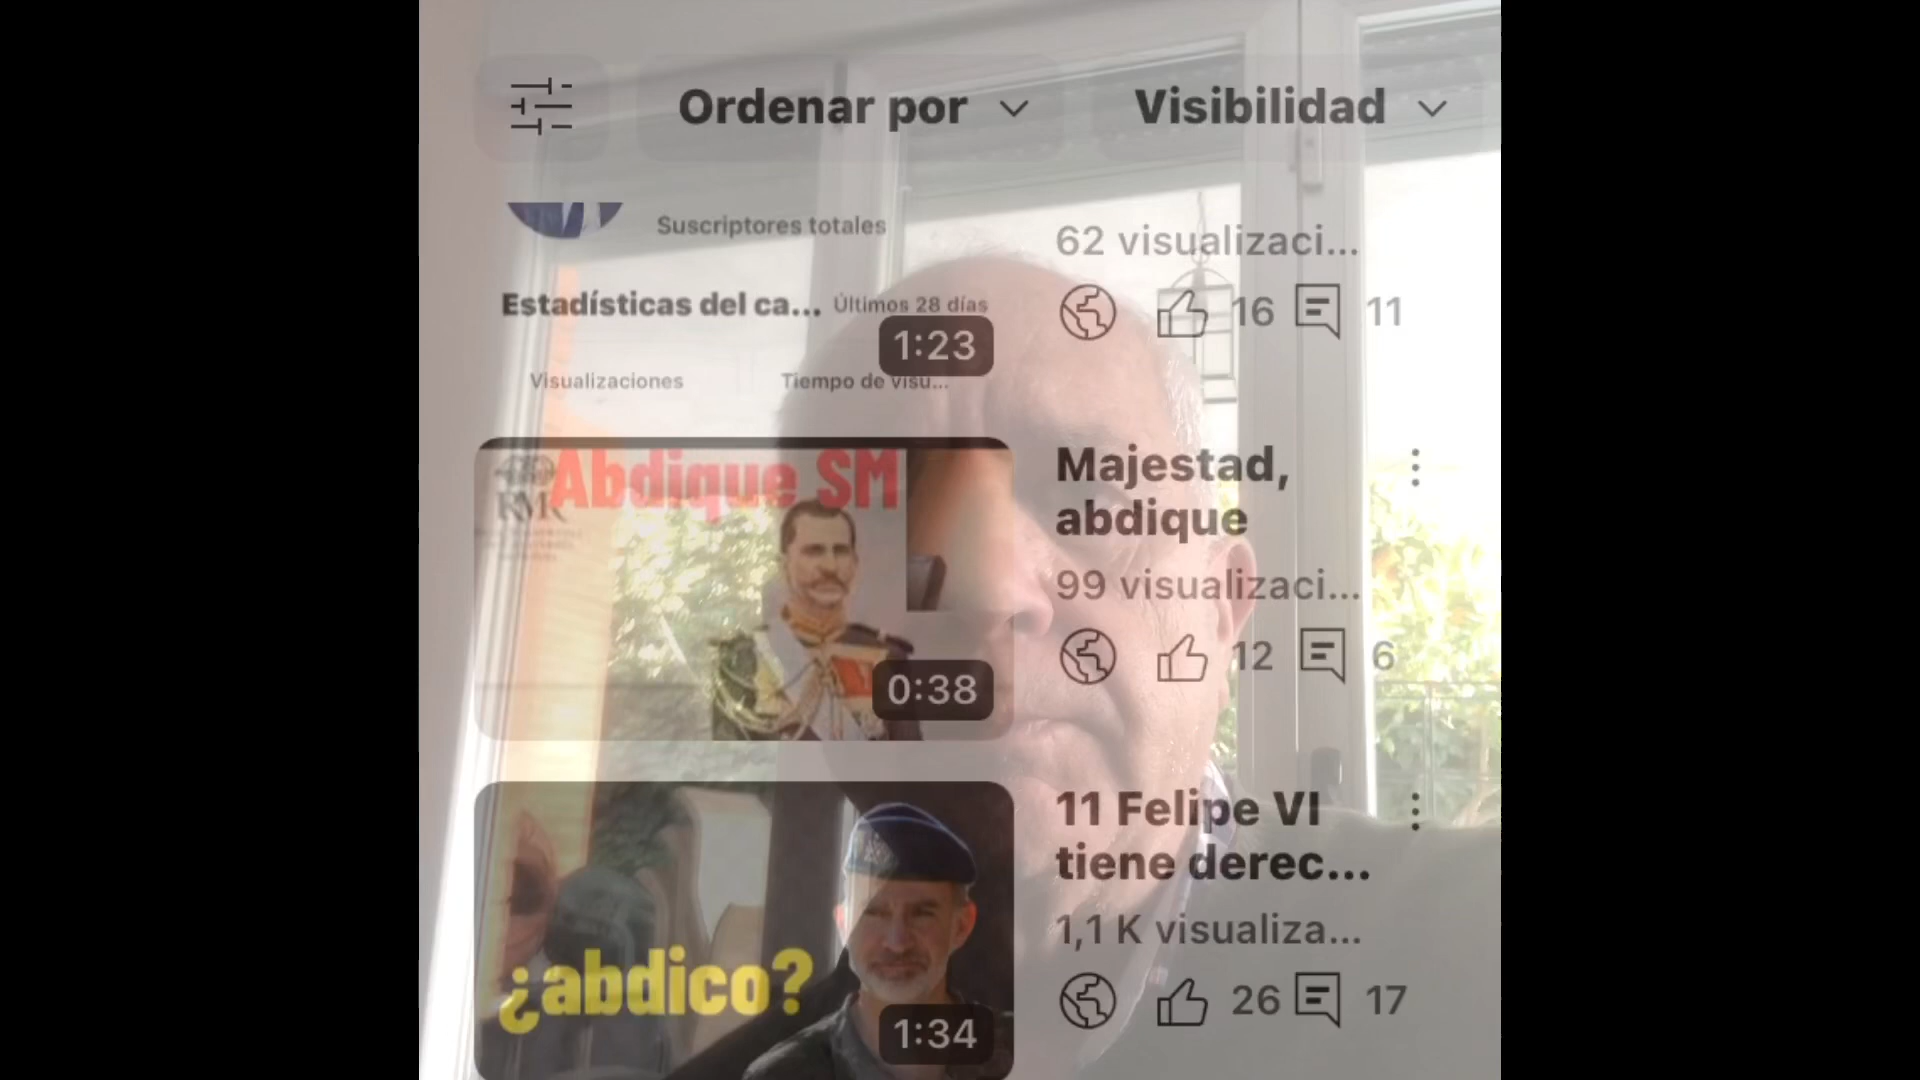 Ordenar por
Visibilidad
Suscriptores totales
62 visualizaci...
Estadísticas del ca... Últimos 28 días
16
11
1:23
Visualizaciones
Tiempo de visu...
Abdique SM
Majestad,
abdique
99 visualizaci...
12
6
0:38
11 Felipe VI
tiene derec...
1,1 K visualiza...
26
17
¿abdico?
1:34